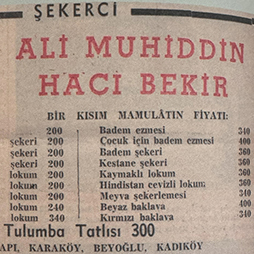 ŞEKERCİ
ALİ MUHİDDİN
HACI BEKİR
BİR KISIM MAMULÂTIN FİYATI:
200 Badem ezmesi 340
şekeri 200 Çocuk için badem ezmesi 400
şekeri 200 Badem şekeri 360
şekeri 200 Kestane şekeri 360
lokum 200 Kaymaklı lokum 360
lokum 200 Hindistan cevizli lokum 360
lokum 200 Meyva şekerlemesi 340
lokum 240 Beyaz baklava 400
lokum 340 Kırmızı baklava 340
Tulumba Tatlısı 300
API, KARAKÖY, BEYOĞLU, KADIKÖY